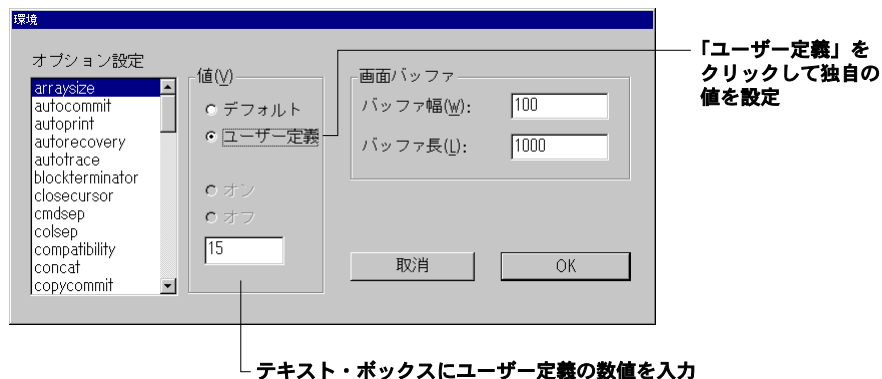 環境
オプション設定
arraysize
autocommit
autoprint
autorecovery
autotrace
blockterminator
closecursor
cmdsep
colsep
compatibility
concat
copycommit
値(V)
デフォルト
ユーザー定義
オン
オフ
15
画面バッファ
バッファ幅(W):
100
バッファ長(L):
1000
取消
OK
「ユーザー定義」を
クリックして独自の
値を設定
テキスト・ボックスにユーザー定義の数値を入力